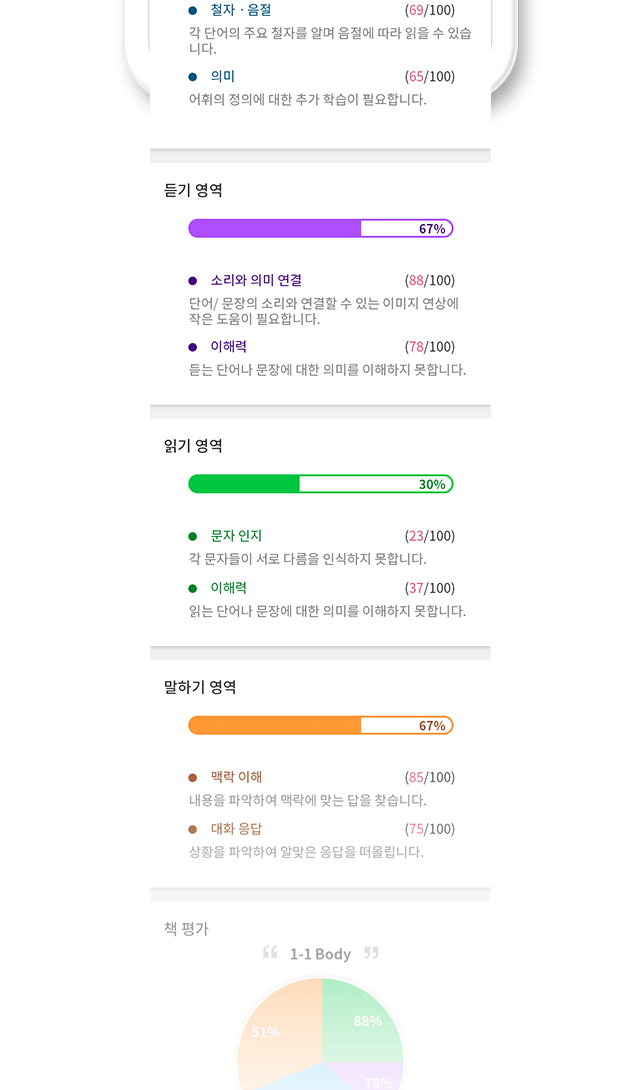 철자 · 음절 (69/100)
각 단어의 주요 철자를 알며 음절에 따라 읽을 수 있습
니다.
의미 (65/100)
어휘의 정의에 대한 추가 학습이 필요합니다.
듣기 영역
67%
소리와 의미 연결 (88/100)
단어/ 문장의 소리와 연결할 수 있는 이미지 연상에
작은 도움이 필요합니다.
이해력 (78/100)
듣는 단어나 문장에 대한 의미를 이해하지 못합니다.
읽기 영역
30%
문자 인지 (23/100)
각 문자들이 서로 다름을 인식하지 못합니다.
이해력 (37/100)
읽는 단어나 문장에 대한 의미를 이해하지 못합니다.
말하기 영역
67%
맥락 이해 (85/100)
내용을 파악하여 맥락에 맞는 답을 찾습니다.
대화 응답 (75/100)
상황을 파악하여 알맞은 응답을 떠올립니다.
책 평가
“ 1-1 Body ”
88%
51%
78%